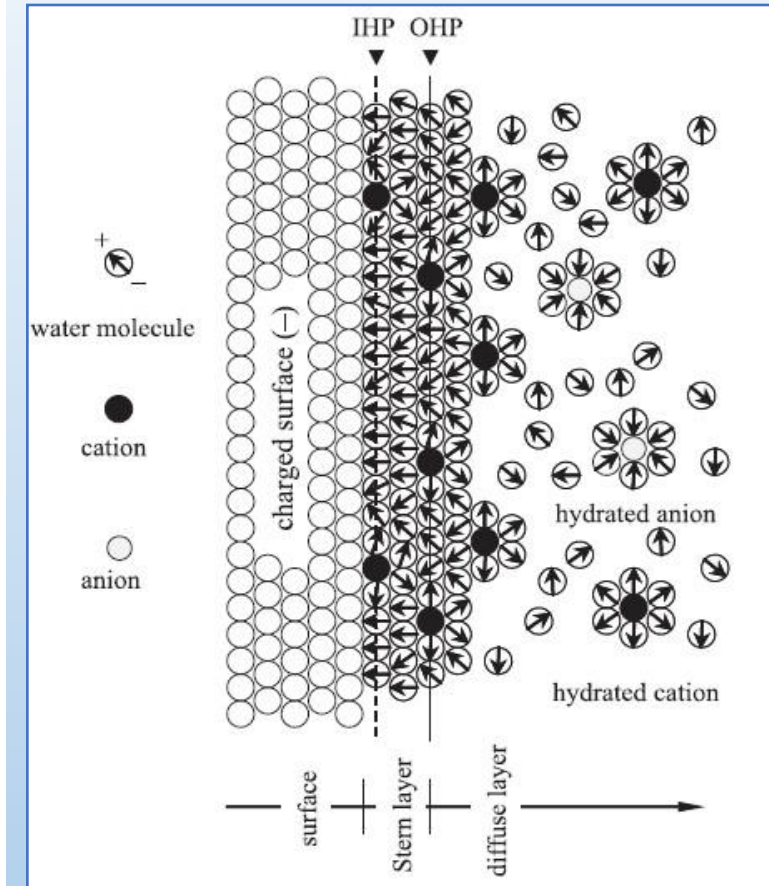 IHP OHP
+
−
water molecule
cation
anion
charged surface (−)
hydrated anion
hydrated cation
surface
Stern layer
diffuse layer